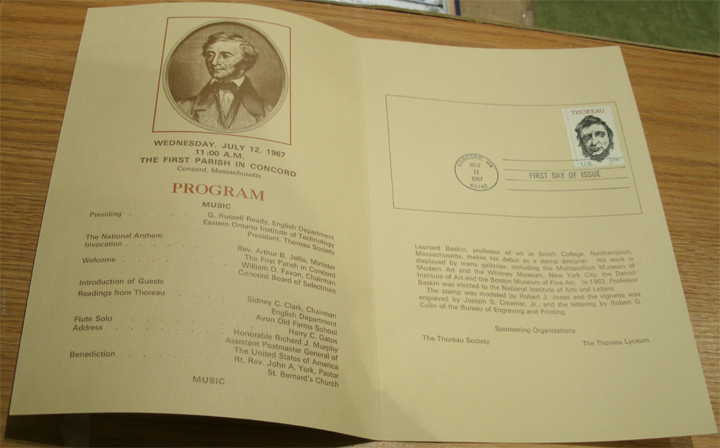 WEDNESDAY, JULY 12, 1967
11:00 A.M.
THE FIRST PARISH IN CONCORD
Concord, Massachusetts
PROGRAM
MUSIC
Presiding . . . . . . . G. Russell Ready, English Department
Eastern Ontario Institute of Technology
President, Thoreau Society
The National Anthem
Invocation . . . . . . . Rev. Arthur B. Jellis, Minister
The First Parish in Concord
Welcome . . . . . . . William O. Faxon, Chairman
Concord Board of Selectmen
Introduction of Guests
Readings from Thoreau . . . . . . . Sidney C. Clark, Chairman
English Department
Avon Old Farms School
Flute Solo . . . . . . . Harry C. Gatos
Address . . . . . . . Honorable Richard J. Murphy
Assistant Postmaster General of
The United States of America
Benediction . . . . . . . Rt. Rev. John A. York, Pastor
St. Bernard's Church
MUSIC
THOREAU
CONCORD, MA
JULY
12
1967
01742
FIRST DAY OF ISSUE
Leonard Baskin, professor of art at Smith College, Northampton,
Massachusetts, makes his debut as a stamp designer. His work is
displayed by many galleries, including the Metropolitan Museum of
Modern Art and the Whitney Museum, New York City, the Detroit
Institute of Art and the Boston Museum of Fine Art. In 1963, Professor
Baskin was elected to the National Institute of Arts and Letters.
The stamp was modeled by Robert J. Jones and the vignette was
engraved by Joseph S. Creamer, Jr., and the lettering by Robert G.
Culin of the Bureau of Engraving and Printing.
Sponsoring Organizations
The Thoreau Society The Thoreau Lyceum